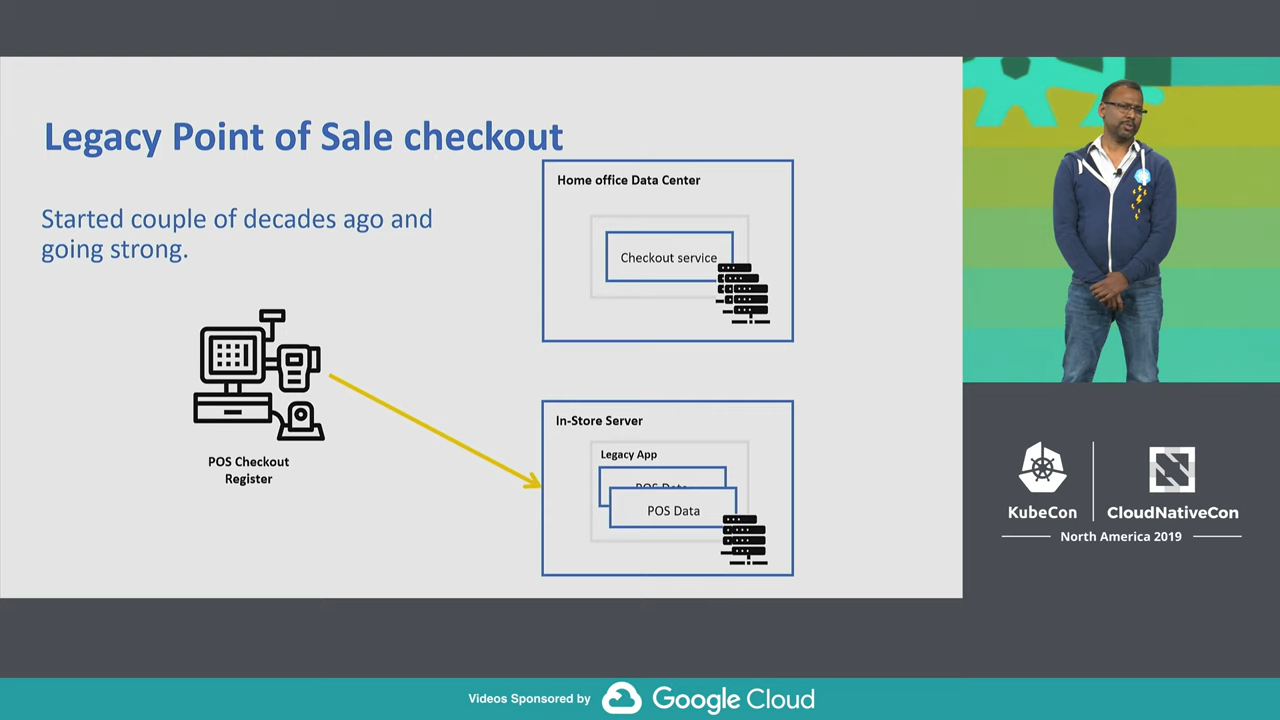 Legacy Point of Sale checkout
Started couple of decades ago and
going strong.
Home office Data Center
Checkout service
POS Checkout
Register
In-Store Server
Legacy App
POS Data
POS Data
KubeCon
CloudNativeCon
North America 2019
Videos Sponsored by
Google Cloud